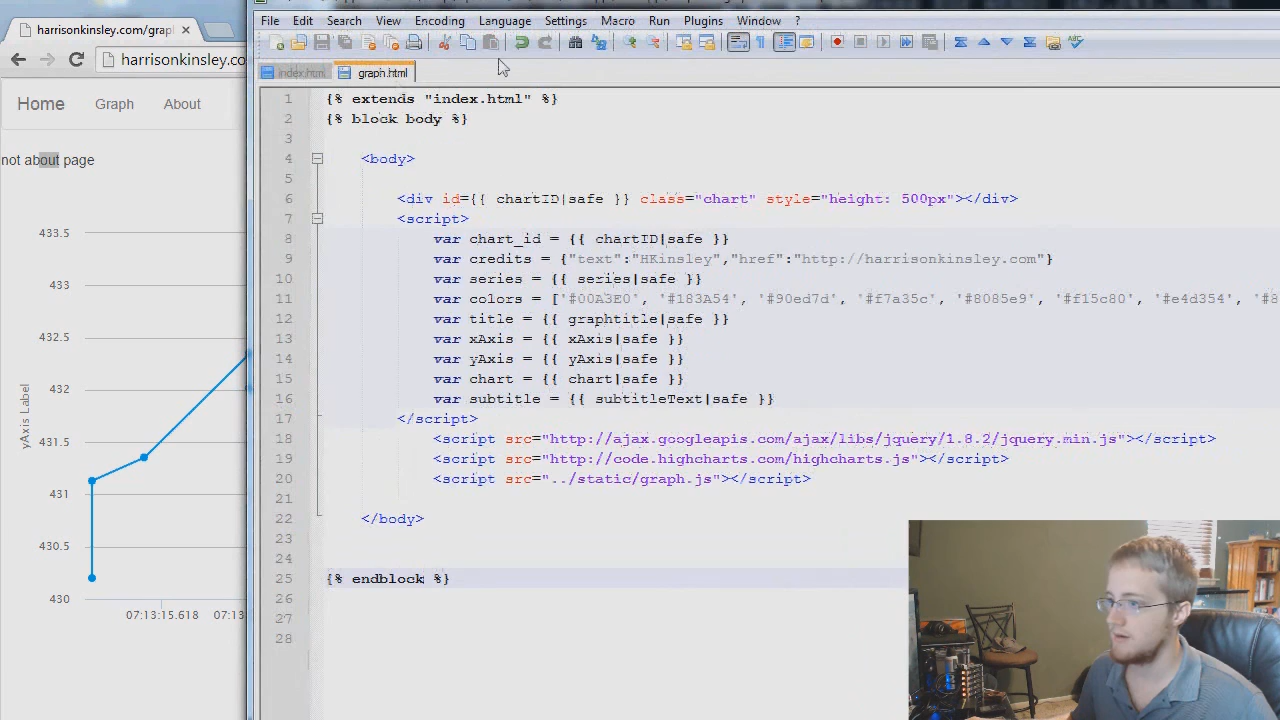 harrisonkinsley.com/grap
harrisonkinsley.co
Home Graph About
not about page
433.5
433
432.5
432
431.5
431
430.5
430
yAxis Label
07:13:15.618 07:13:
File Edit Search View Encoding Language Settings Macro Run Plugins Window ?
index.html graph.html
1 {% extends "index.html" %}
2 {% block body %}
3
4 <body>
5
6 <div id={{ chartID|safe }} class="chart" style="height: 500px"></div>
7 <script>
8 var chart_id = {{ chartID|safe }}
9 var credits = {"text":"HKinsley","href":"http://harrisonkinsley.com"}
10 var series = {{ series|safe }}
11 var colors = ['#00A3E0', '#183A54', '#90ed7d', '#f7a35c', '#8085e9', '#f15c80', '#e4d354', '#8
12 var title = {{ graphtitle|safe }}
13 var xAxis = {{ xAxis|safe }}
14 var yAxis = {{ yAxis|safe }}
15 var chart = {{ chart|safe }}
16 var subtitle = {{ subtitleText|safe }}
17 </script>
18 <script src="http://ajax.googleapis.com/ajax/libs/jquery/1.8.2/jquery.min.js"></script>
19 <script src="http://code.highcharts.com/highcharts.js"></script>
20 <script src="../static/graph.js"></script>
21
22 </body>
23
24
25 {% endblock %}
26
27
28